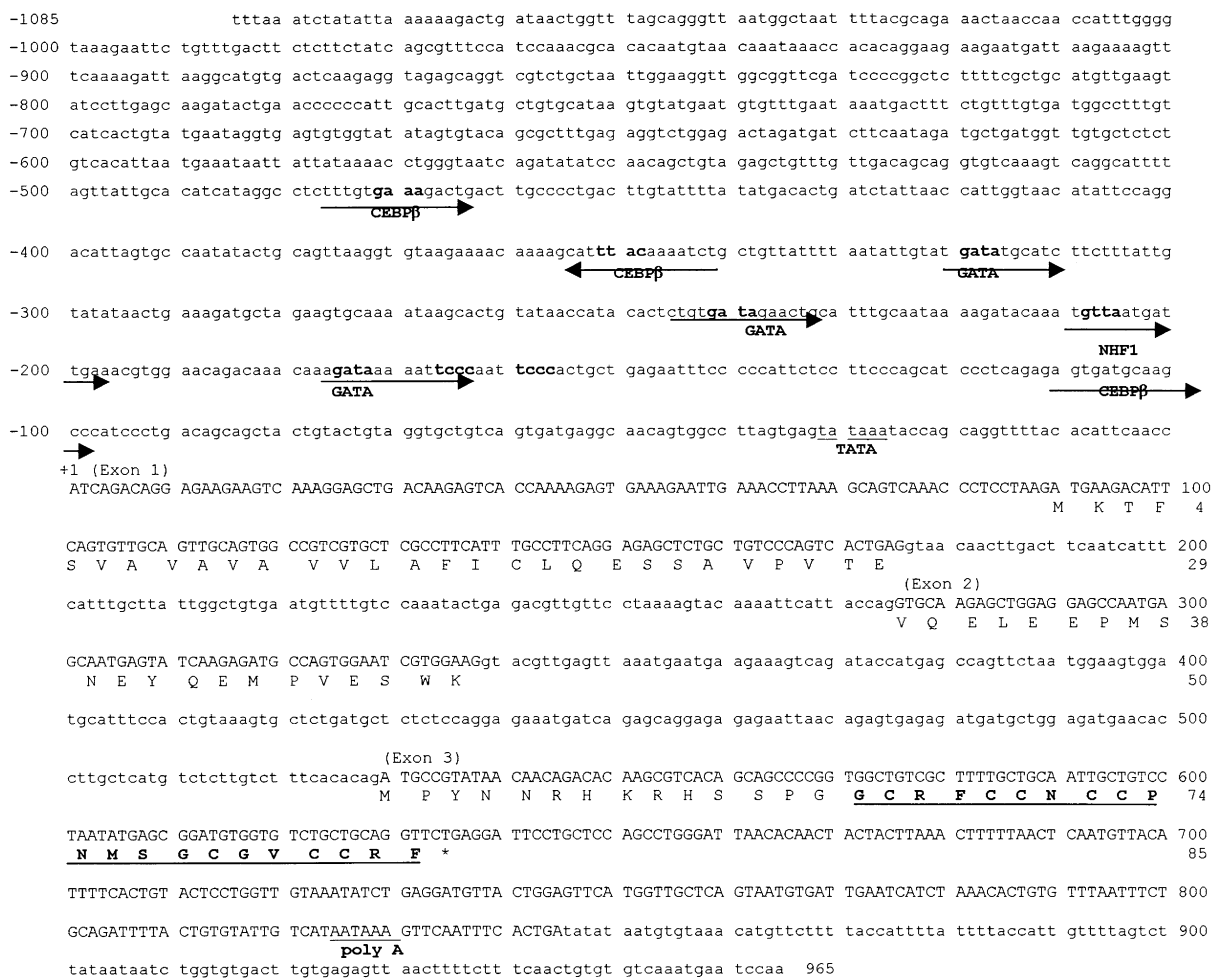 -1085 tttaa atctatatta aaaaagactg ataactggtt tagcagggtt aatggctaat tttacgcaga aactaaccaa ccatttgggg
-1000 taaagaattc tgtttgactt ctcttctatc agcgtttcca tccaaacgca cacaatgtaa caaataaacc cacacaggaag aagaatgatt aagaaaagtt
-900 tcaaaagatt aaggcatgtg actcaagagg tagagcaggt cgtctgctaa ttggaaggtt ggcggttcga tccccggctc cttttcgctgc atgttgaagt
-800 atccttgagc aagatactga acccccccatt gcacttgatg ctgtgcataa gtgtatgaat gtgtttgaat aaatgacttt ctgtttgtga tggcctttgt
-700 catcactgta tgaataggtg agtgtggtat atagtgtaca gcgctttgag aggtctggag actagatgat cttcaataga tgctgatggt tgtgctctct
-600 gtcacattaa tgaaataatt atataaaaac ctgggtaatc agatatatcc aacagctgta gagctgtttg ttgacagcag gtgtcaaagt caggcatttt
-500 agttattgca acatcatagg cctctttgtgaa aagactgact tgcccctgac ttgtatttta tatgacactg atctattaac cattggtaac atattccagg
CEBPβ
-400 acattagtgc caatatactg cagttaaggt gtaagaaaac aaaagcattt acaaaatctg ctgttatttt aatattgtat gatatgcatc ttctttattg
CEBPβ GATA
-300 tatataactg aaagatgcta gaagtgcaaa ataagcactg tataaccata cacactctgtga tagaactgca tttgcaataa aagatacaaa tgttaatgat
GATA NHF1
-200 tgaaacgtgg aacagacaaa caaagataaa aattcccaat tcccactgct gagaatttcc ccccattctcc ttcccagcat ccctcagaga gtgatgcaag
GATA CEBPβ
-100 cccatccctg acagcagcta ctgtactgta ggtgctgtca gtgatgaggc aacagtggcc ttagtgagta taaataccag caggttttac acattcaacc
TATA
+1 (Exon 1)
ATCAGACAGG AGAAGAAGTC AAAGGAGCTG ACAAGAGTCA CCAAAAGAGT GAAAGAATTG AAACCTTAAA GCAGTCAAAC CCTCCTAAGA TGAAGACATT 100
M K T F 4
CAGTGTTGCA GTTGCAGTGG CCGTCGTGCT CGCCTTCATT TGCCTTCAGG AGAGCTCTGC TGTCCCAGTC ACTGAGgtaa caacttgact tcaatcattt 200
S V A V A V A V V L A F I C L Q E S S A V P V T E 29
(Exon 2)
catttgctta ttggctgtga atgttttgtc caaatactga gacgttgttc ctaaaagtac aaaattcatt accagGTGCA AGAGCTGGAG GAGCCAATGA 300
V Q E L E E P M S 38
GCAATGAGTA TCAAGAGATG CCAGTGGAAT CGTGGAAGgt acgttgagtt aaatgaatga agaaagtcag ataccatgag ccagttctaa tggaagtgga 400
N E Y Q E M P V E S W K 50
tgcatttcca ctgtaaagtg ctctgatgct ctctccagga gaaatgatca gagcaggaga gagaattaac agagtgagag atgatgctgg agatgaacac 500
(Exon 3)
cttgctcatg tctcttgtct ttcacacagA TGCCGTATAA CAACAGACAC AAGCGTCACA GCAGCCCCGG TGGCTGTCGC TTTTGCTGCA ATTGCTGTCC 600
M P Y N N R H K R H S S P G G C R F C C N C C P 74
TAATATGAGC GGATGTGGTG TCTGCTGCAG GTTCTGAGGA TTCCTGCTCC AGCCTGGGAT TAACACAACT ACTACTTAAA CTTTTTAACT CAATGTTACA 700
N M S G C G V C C R F * 85
TTTTCACTGT ACTCCTGGTT GTAAATATCT GAGGATGTTA CTGGAGTTCA TGGTTGCTCA GTAATGTGAT TGAATCATCT AAACACTGTG TTTAATTTCT 800
GCAGATTTTA CTGTGTATTG TCATAATAAA GTTCAATTTC ACTGAtatat aatgtgtaaa catgttcttt taccatttta ttttaccatt gttttagtct 900
poly A
tataataatc tggtgtgact tgtgagagtt aacttttctt tcaactgtgt gtcaaatgaa tccaa 965